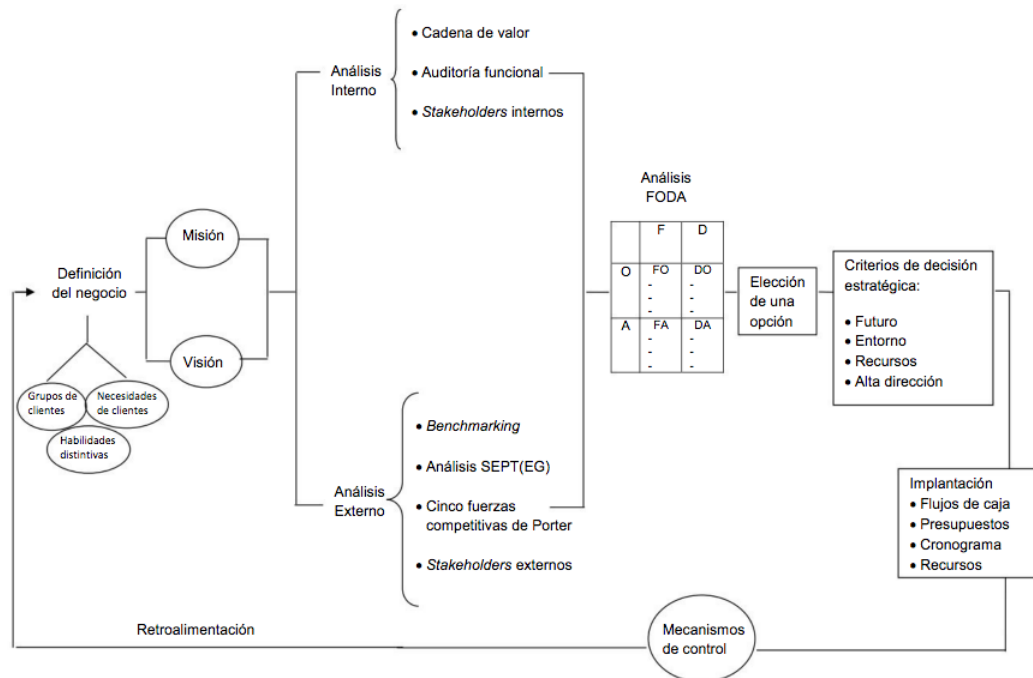 Definición
del negocio
Grupos de
clientes
Necesidades
de clientes
Habilidades
distintivas
Misión
Visión
Análisis
Interno
• Cadena de valor
• Auditoría funcional
• Stakeholders internos
Análisis
Externo
• Benchmarking
• Análisis SEPT(EG)
• Cinco fuerzas
competitivas de Porter
• Stakeholders externos
Análisis
FODA
F D
O FO DO
- -
- -
- -
A FA DA
- -
- -
- -
Elección
de una
opción
Criterios de decisión
estratégica:
• Futuro
• Entorno
• Recursos
• Alta dirección
Implantación
• Flujos de caja
• Presupuestos
• Cronograma
• Recursos
Mecanismos
de control
Retroalimentación